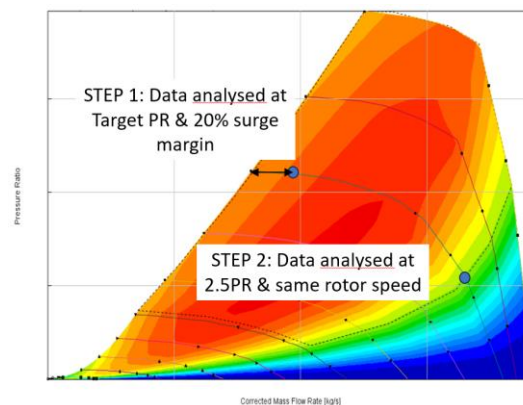 STEP 1: Data analysed at
Target PR & 20% surge
margin
Pressure Ratio
STEP 2: Data analysed at
2.5PR & same rotor speed
Corrected Mass Flow Rate [kg/s]